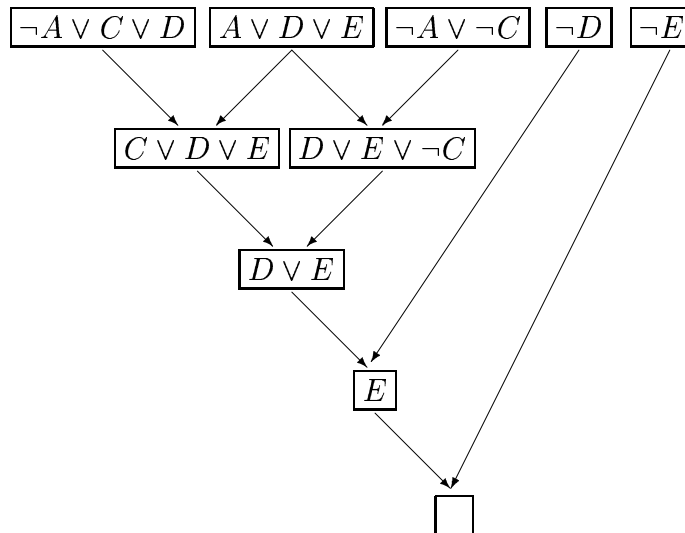 ¬A ∨ C ∨ D   A ∨ D ∨ E   ¬A ∨ ¬C   ¬D   ¬E
C ∨ D ∨ E   D ∨ E ∨ ¬C
D ∨ E
E